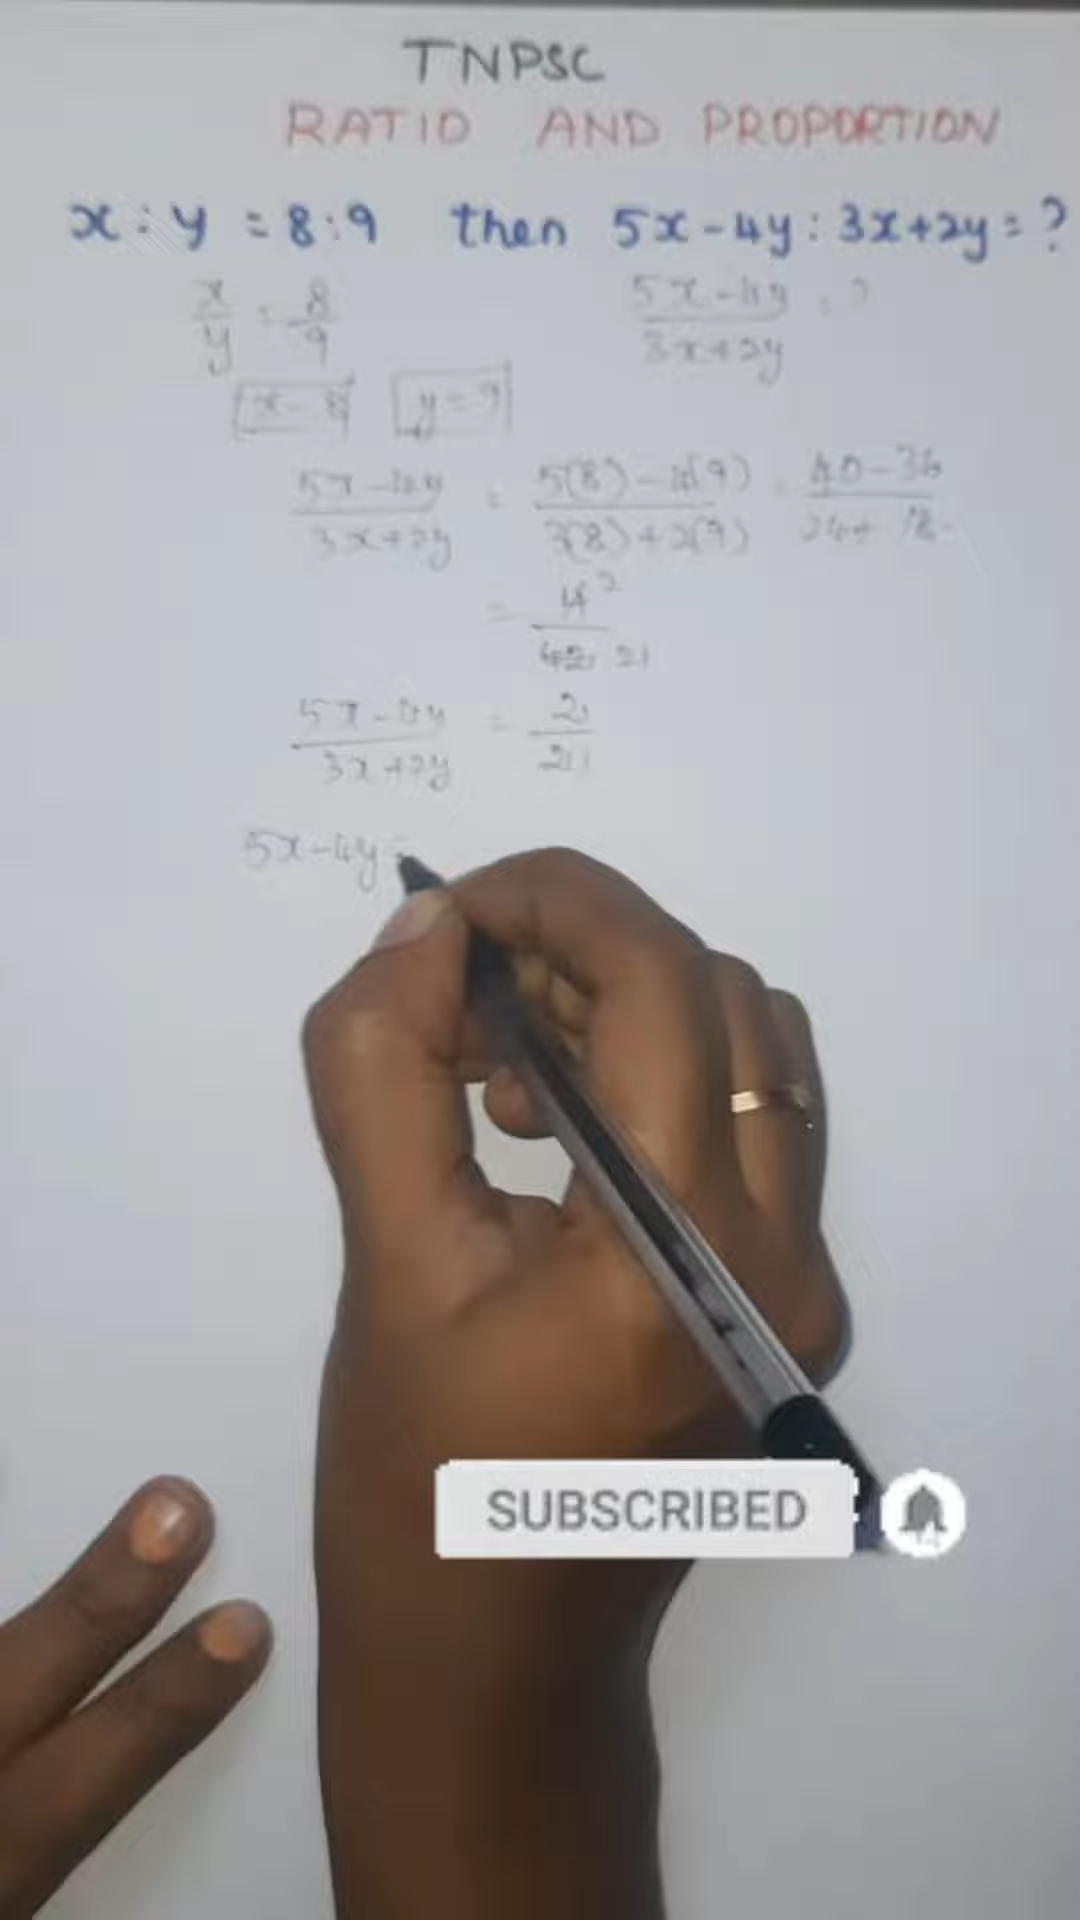 TNPSC
RATIO AND PROPORTION
x : y = 8 : 9 then 5x - 4y : 3x + 2y = ?
x/y = 8/9 (5x - 4y)/(3x + 2y) = ?
x = 8 y = 9
(5x - 4y)/(3x + 2y) = (5(8) - 4(9))/(3(8) + 2(9)) = (40 - 36)/(24 + 18)
= 4 2/42 21
(5x - 4y)/(3x + 2y) = 2/21
5x - 4y :
SUBSCRIBED